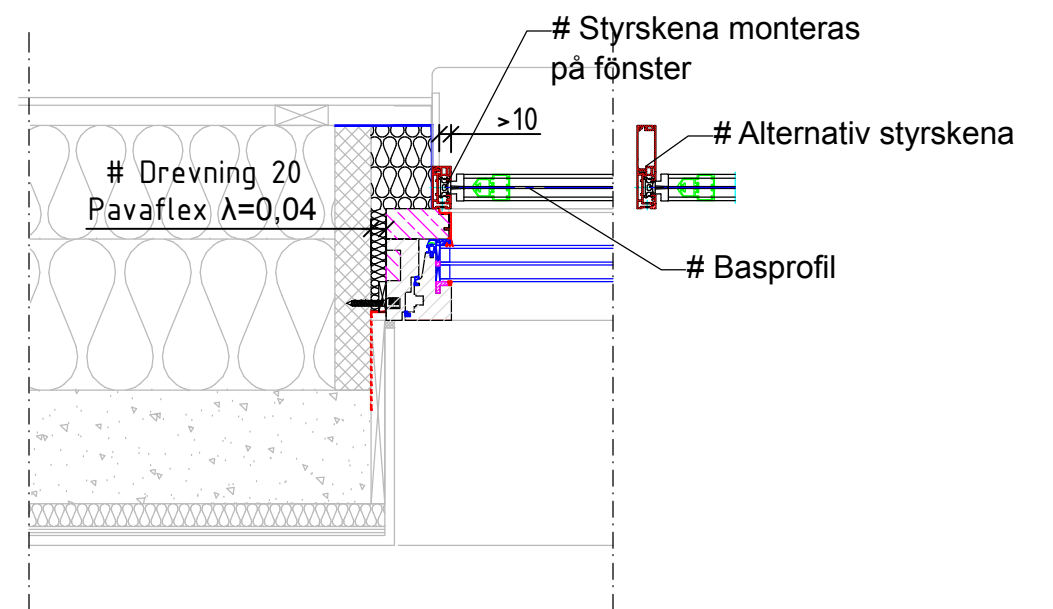 # Styrskena monteras
på fönster
>10
# Alternativ styrskena
# Drevning 20
Pavaflex λ=0,04
# Basprofil